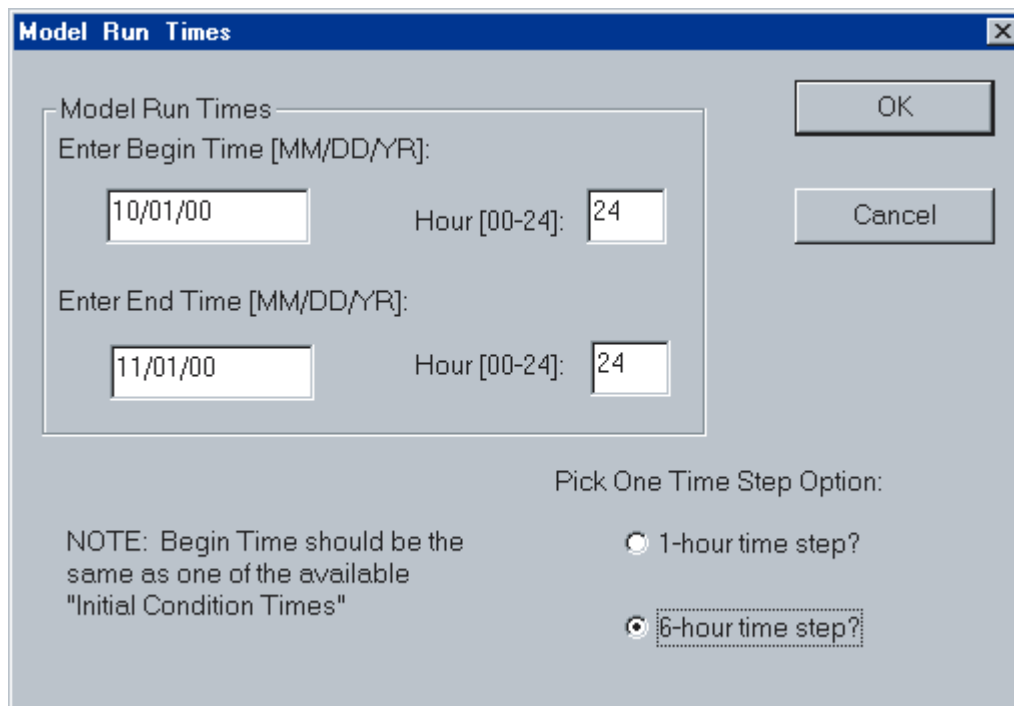 Model Run Times
Model Run Times
Enter Begin Time [MM/DD/YR]:
10/01/00
Hour [00-24]:
24
Enter End Time [MM/DD/YR]:
11/01/00
Hour [00-24]:
24
OK
Cancel
Pick One Time Step Option:
1-hour time step?
6-hour time step?
NOTE: Begin Time should be the
same as one of the available
"Initial Condition Times"